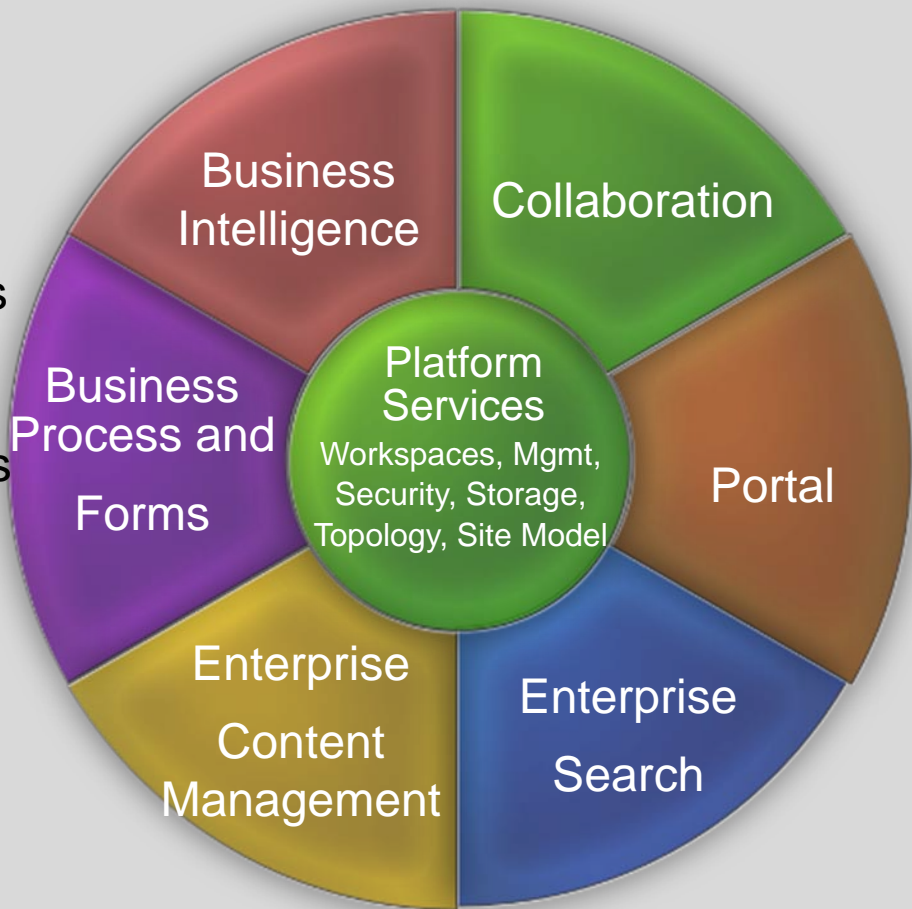 Business
Intelligence
Collaboration
s
Business
Process and
s
Forms
Platform
Services
Workspaces, Mgmt,
Security, Storage,
Topology, Site Model
Portal
Enterprise
Content
Management
Enterprise
Search